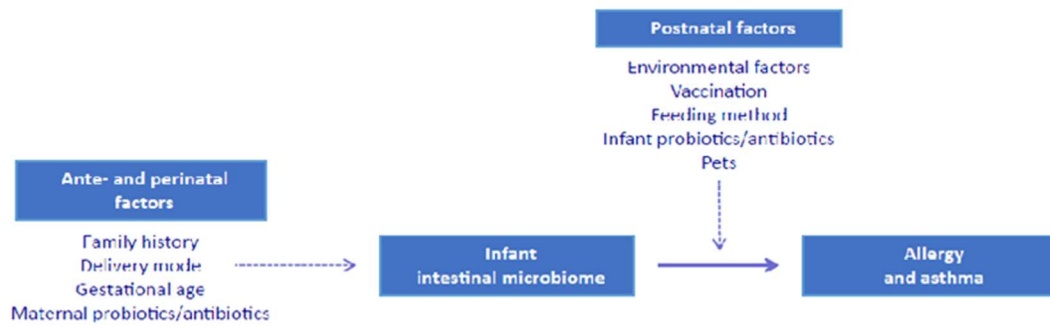 Postnatal factors
Environmental factors
Vaccination
Feeding method
Infant probiotics/antibiotics
Pets
Ante- and perinatal
factors
Family history
Delivery mode
Gestational age
Maternal probiotics/antibiotics
Infant
intestinal microbiome
Allergy
and asthma